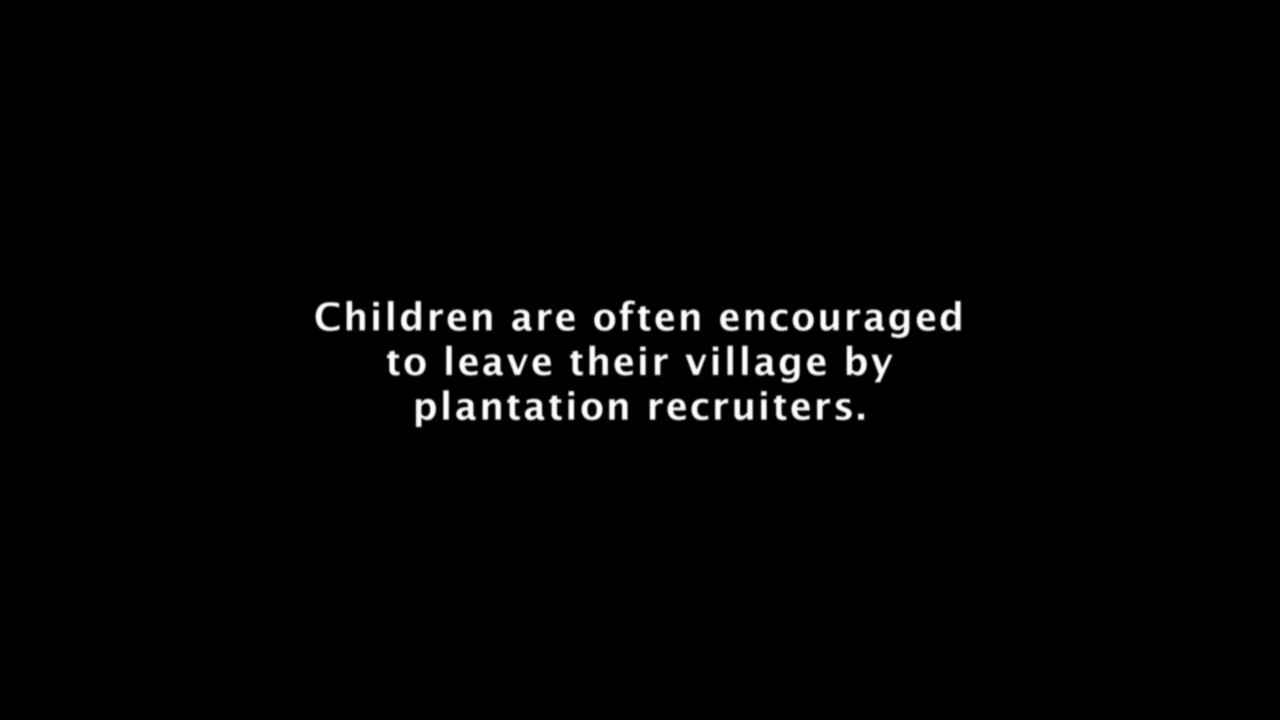 Children are often encouraged
to leave their village by
plantation recruiters.